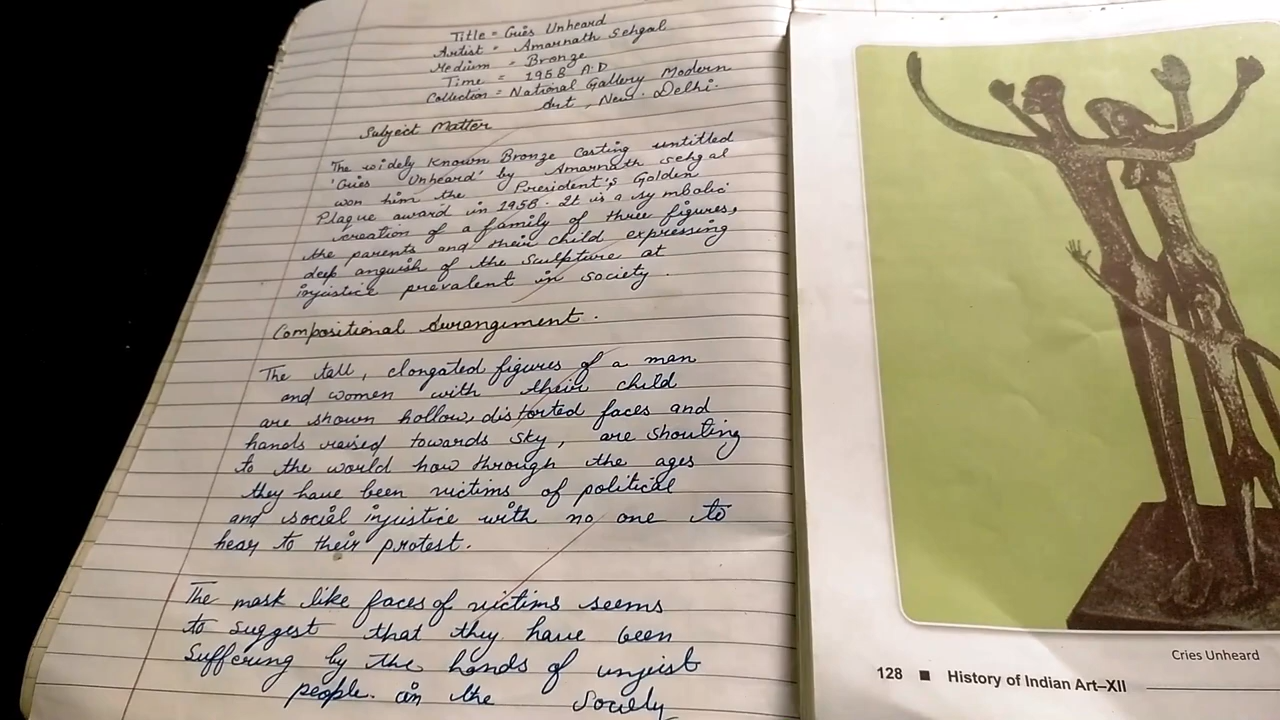 Title = Cries Unheard
Artist = Amarnath Sehgal
Medium = Bronze
Time = 1958 A.D
Collection = National Gallery Modern
Art, New Delhi.
Subject Matter
The widely known Bronze Casting untitled
'Cries Unheard' by Amarnath sehgal
won him the President's Golden
Plaque award in 1958. It is a symbolic
creation of a family of three figures,
the parents and their child expressing
deep anguish of the sculpture at
injustice prevalent in society.
Compositional Arrangement.
The tall, elongated figures of a man
and women with their child
are shown hollow, distorted faces and
hands raised towards sky, are shouting
to the world how through the ages
they have been victims of political
and social injustice with no one to
hear to their protest.
The mask like faces of victims seems
to suggest that they have been
suffering by the hands of unjust
people in the Society
Cries Unheard
128 ■ History of Indian Art–XII